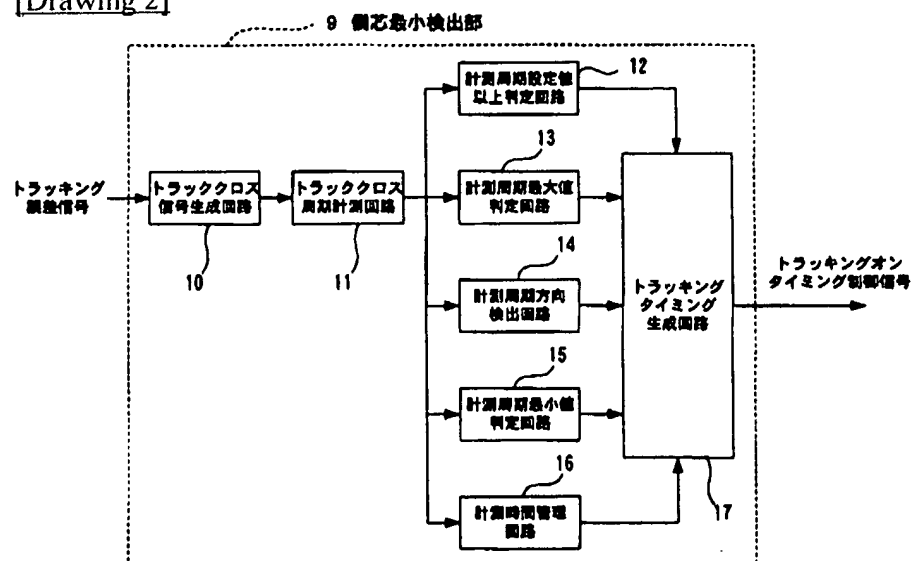 [Drawing 2]
9 偏芯最小検出部
計測周期設定値
以上判定回路
12
トラッキング
誤差信号
トラッククロス
信号生成回路
10
トラッククロス
周期計測回路
11
計測周期最大値
判定回路
13
計測周期方向
検出回路
14
計測周期最小値
判定回路
15
計測時間管理
回路
16
トラッキング
タイミング
生成回路
17
トラッキングオン
タイミング制御信号